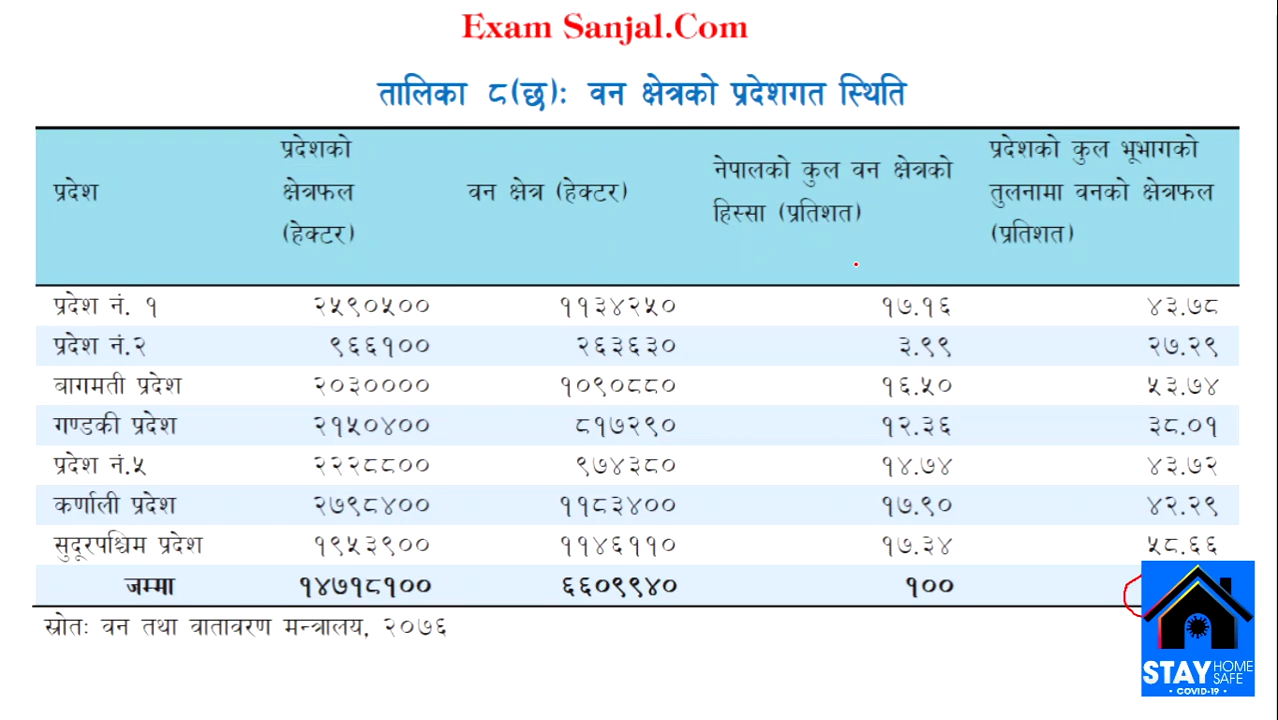 Exam Sanjal.Com
तालिका ८(छ): वन क्षेत्रको प्रदेशगत स्थिति
प्रदेश प्रदेशको क्षेत्रफल (हेक्टर) वन क्षेत्र (हेक्टर) नेपालको कुल वन क्षेत्रको हिस्सा (प्रतिशत) प्रदेशको कुल भूभागको तुलनामा वनको क्षेत्रफल (प्रतिशत)
प्रदेश नं. १ २५९०५०० ११३४२५० १७.१६ ४३.७८
प्रदेश नं.२ ९६६१०० २६३६३० ३.९९ २७.२९
बागमती प्रदेश २०३०००० १०९०८८० १६.५० ५३.७४
गण्डकी प्रदेश २१५०४०० ८१७२९० १२.३६ ३८.०१
प्रदेश नं.५ २२२८८०० ९७४३८० १४.७४ ४३.७२
कर्णाली प्रदेश २७९८४०० ११८३४०० १७.९० ४२.२९
सुदूरपश्चिम प्रदेश १९५३९०० ११४६११० १७.३४ ५८.६६
जम्मा १४७१८१०० ६६०९९४० १००
स्रोतः वन तथा वातावरण मन्त्रालय, २०७६
STAY HOME SAFE
· COVID-19 ·